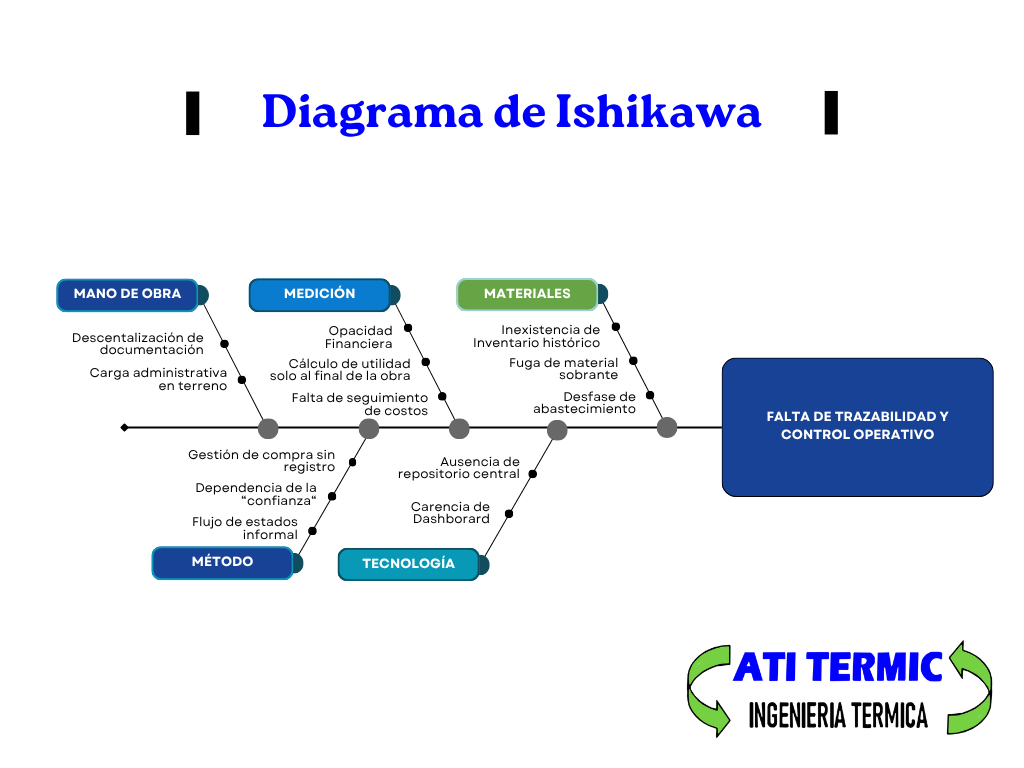 Diagrama de Ishikawa
MANO DE OBRA
Descentalización de
documentación
Carga administrativa
en terreno
MEDICIÓN
Opacidad
Financiera
Cálculo de utilidad
solo al final de la obra
Falta de seguimiento
de costos
MATERIALES
Inexistencia de
Inventario histórico
Fuga de material
sobrante
Desfase de
abastecimiento
FALTA DE TRAZABILIDAD Y
CONTROL OPERATIVO
Gestión de compra sin
registro
Dependencia de la
“confianza“
Flujo de estados
informal
MÉTODO
Ausencia de
repositorio central
Carencia de
Dashborard
TECNOLOGÍA
ATI TERMIC
INGENIERIA TERMICA